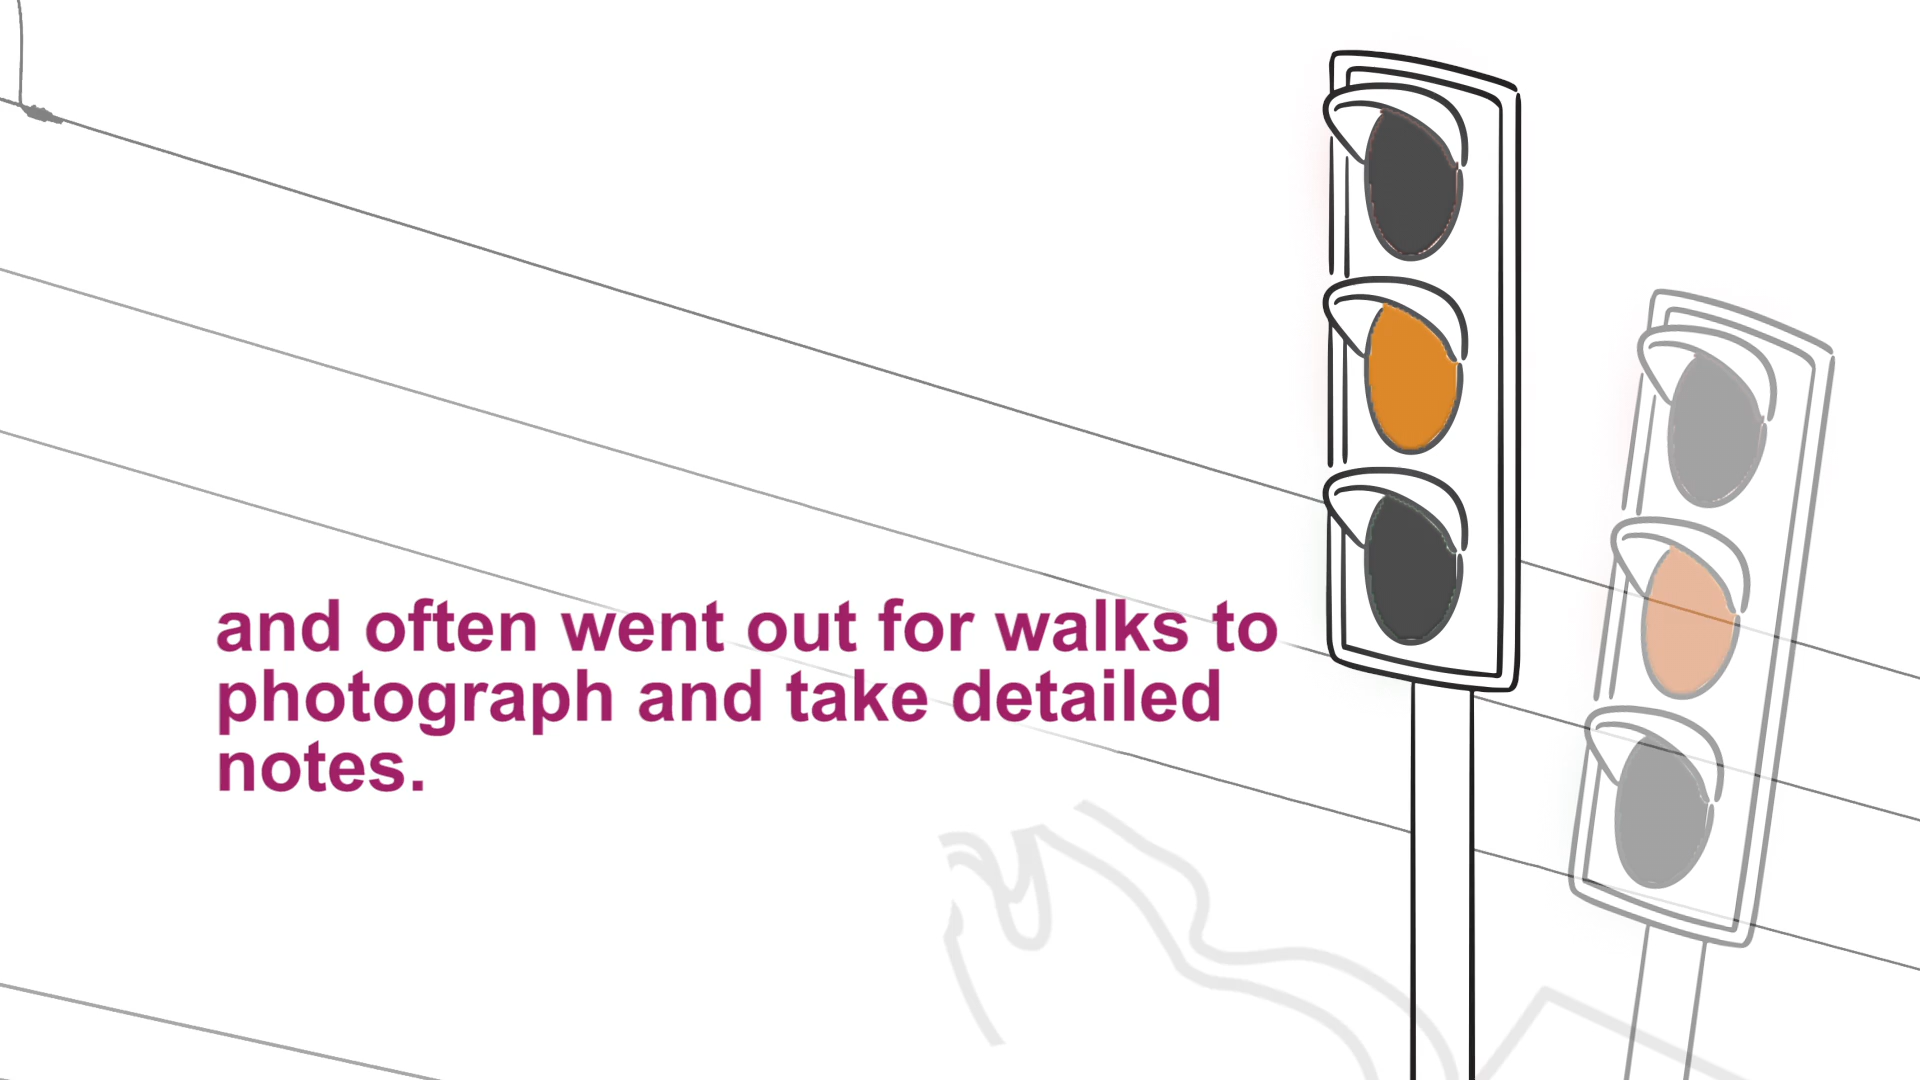 and often went out for walks to
photograph and take detailed
notes.